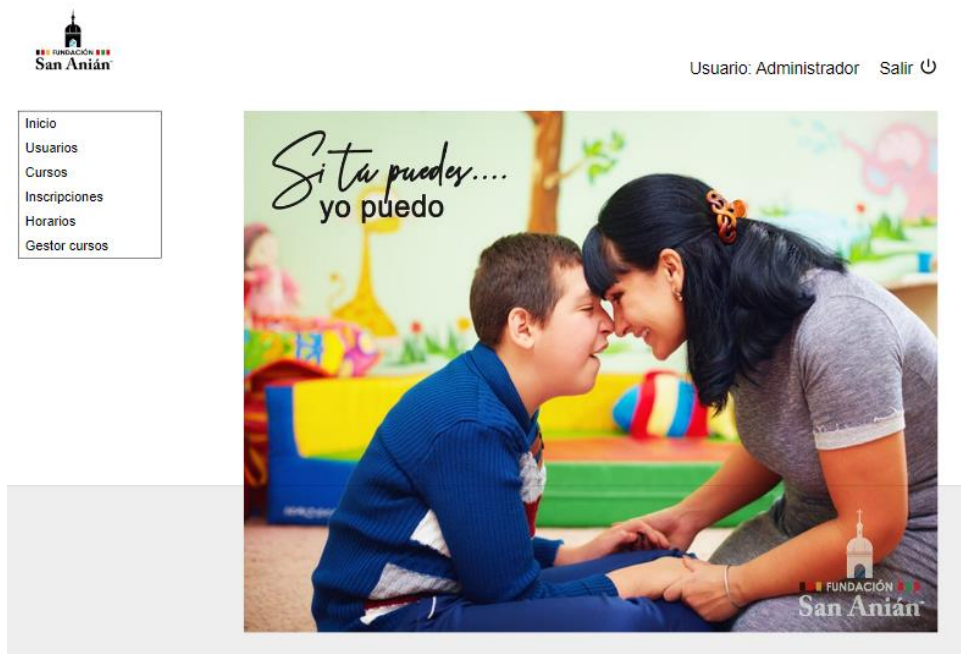 FUNDACIÓN
San Anián
Usuario: Administrador Salir
Inicio
Usuarios
Cursos
Inscripciones
Horarios
Gestor cursos
Si tu puedes....
yo puedo
FUNDACIÓN
San Anián